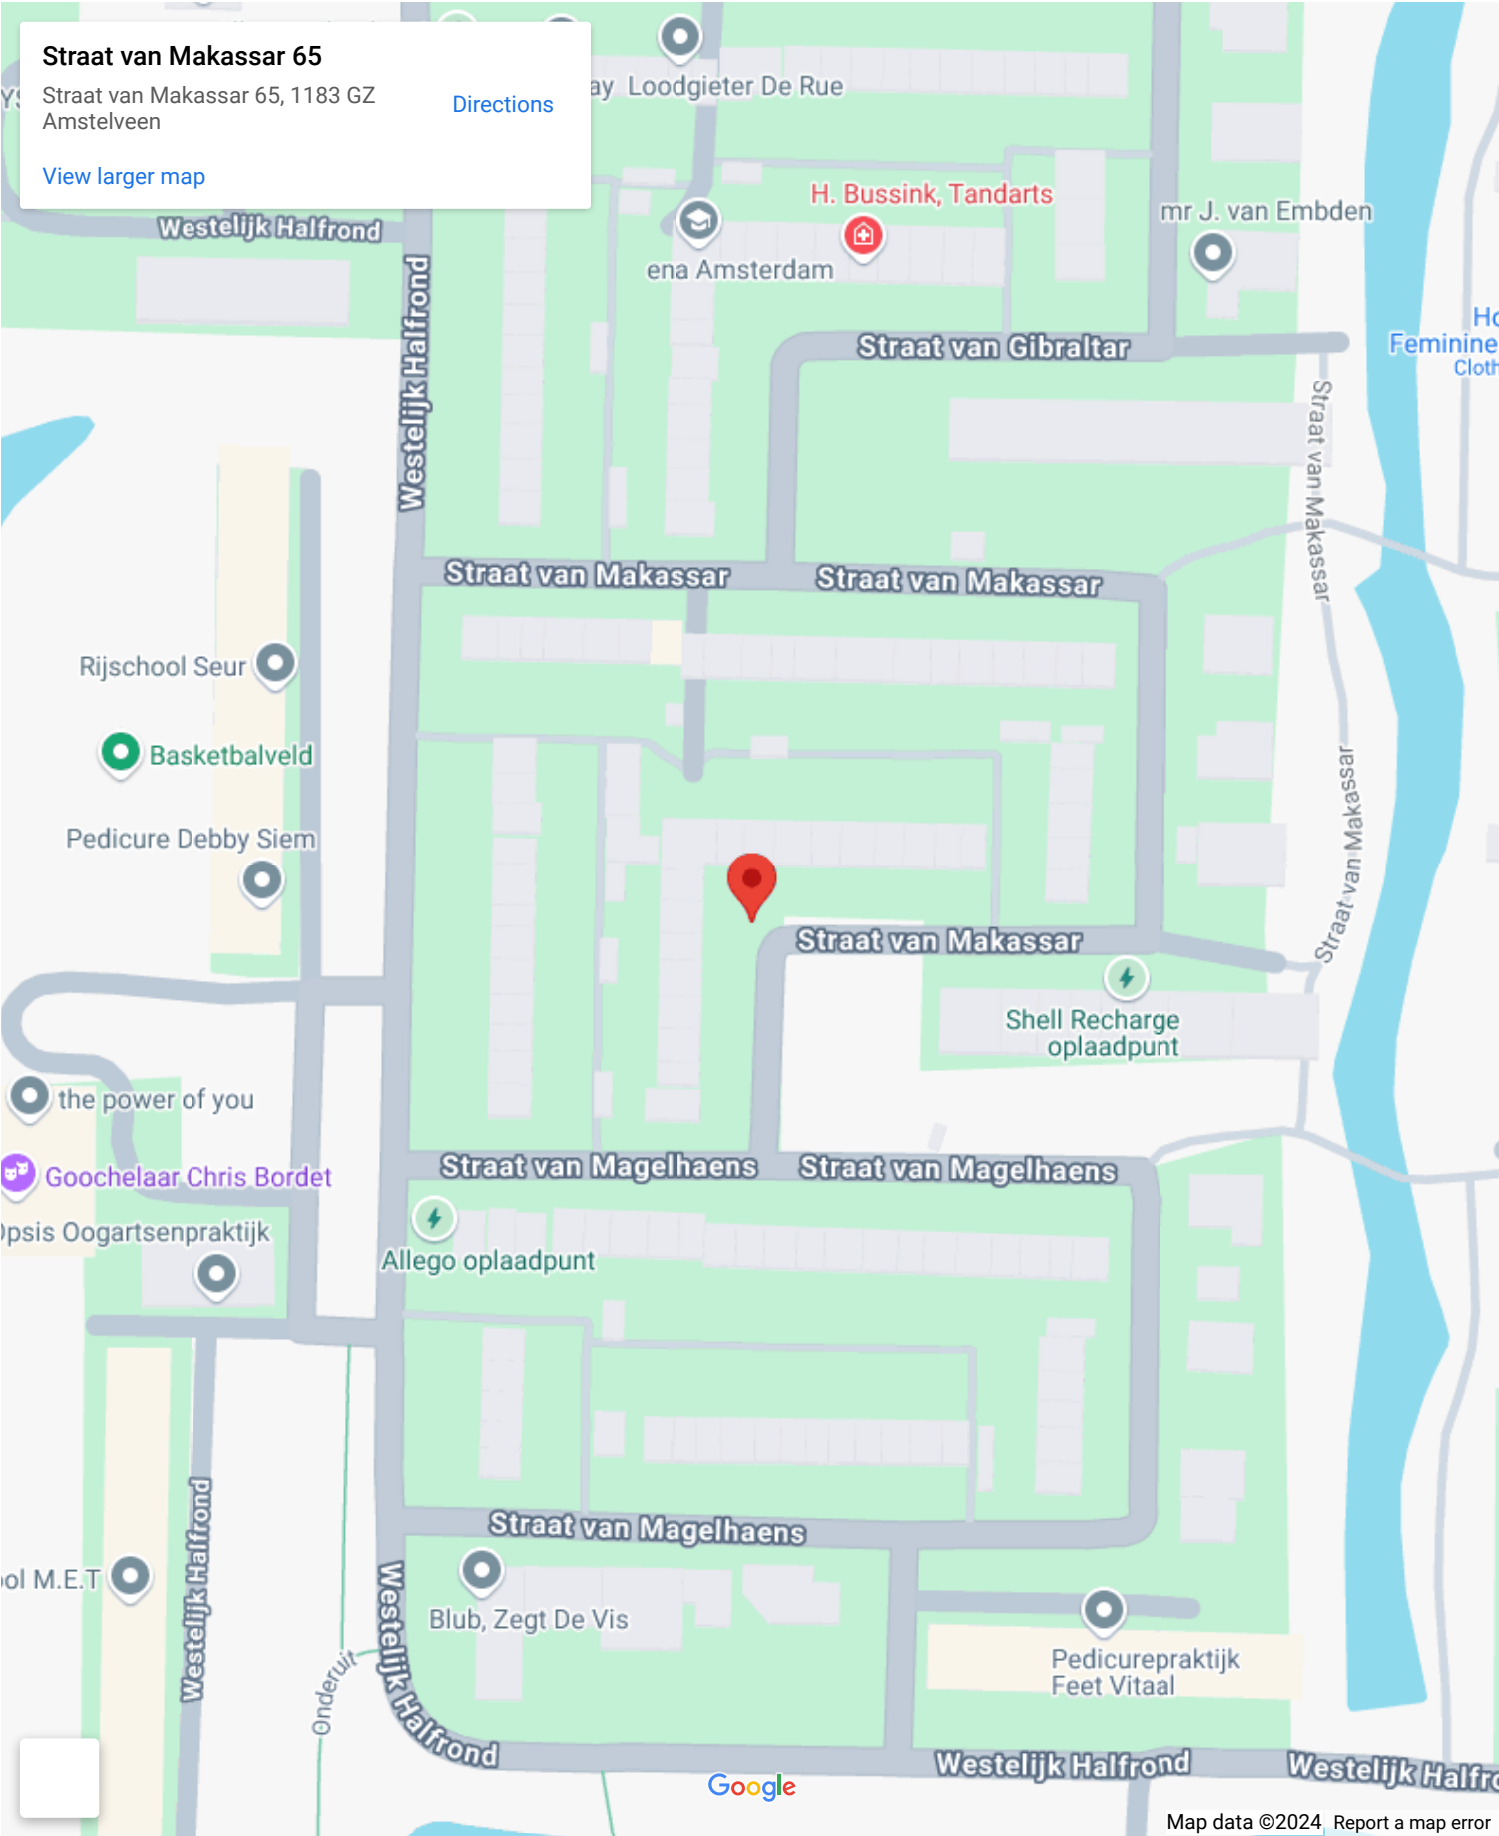 Straat van Makassar 65
Straat van Makassar 65, 1183 GZ
Amstelveen
Directions
View larger map
Loodgieter De Rue
H. Bussink, Tandarts
mr J. van Embden
Westelijk Halfrond
ena Amsterdam
Westelijk Halfrond
Straat van Gibraltar
Feminine
Straat van Makassar
Straat van Makassar
Straat van Makassar
Rijschool Seur
Basketbalveld
Pedicure Debby Siem
Straat van Makassar
Straat van Makassar
Shell Recharge
oplaadpunt
the power of you
Goochelaar Chris Bordet
Straat van Magelhaens
Straat van Magelhaens
Opsis Oogartsenpraktijk
Allego oplaadpunt
Westelijk Halfrond
Straat van Magelhaens
ool M.E.T
Blub, Zegt De Vis
Westelijk Halfrond
Onderuit
Pedicurepraktijk
Feet Vitaal
Westelijk Halfrond
Westelijk Halfro
Google
Map data ©2024
Report a map error